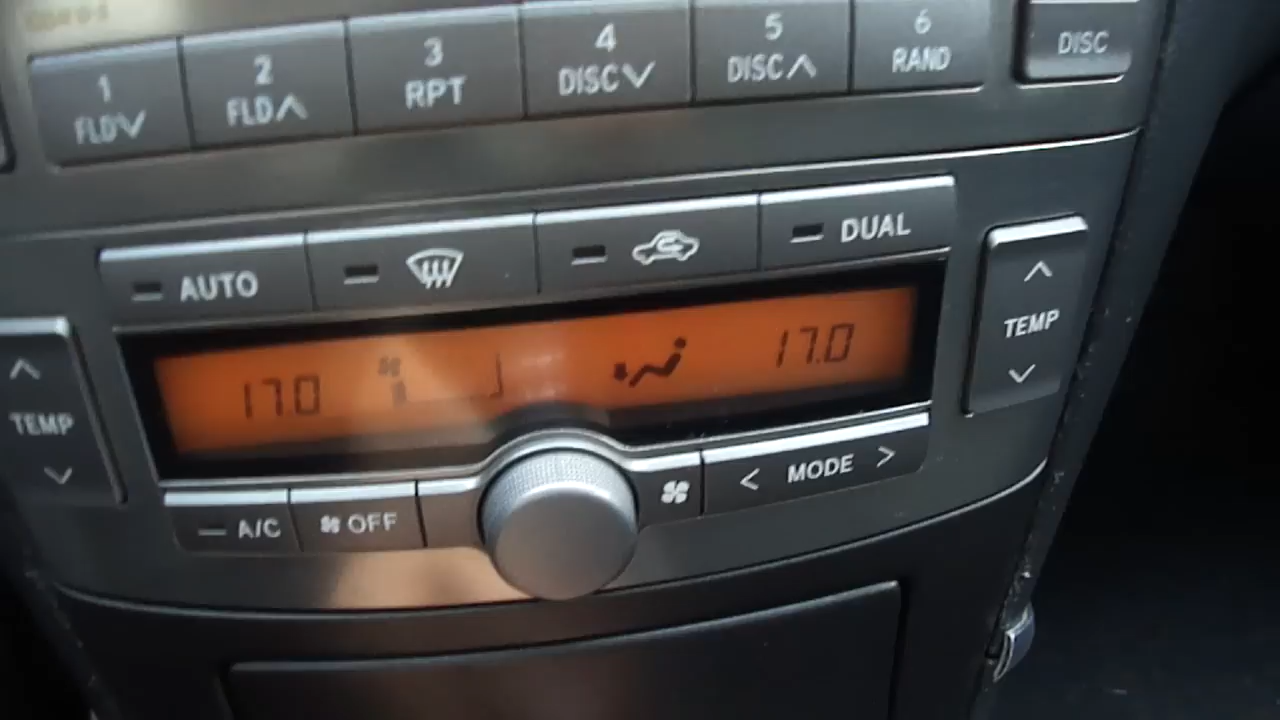 1 FLD∨
2 FLD∧
3 RPT
4 DISC∨
5 DISC∧
6 RAND
DISC
AUTO
DUAL
TEMP
17.0
17.0
TEMP
A/C
OFF
< MODE >